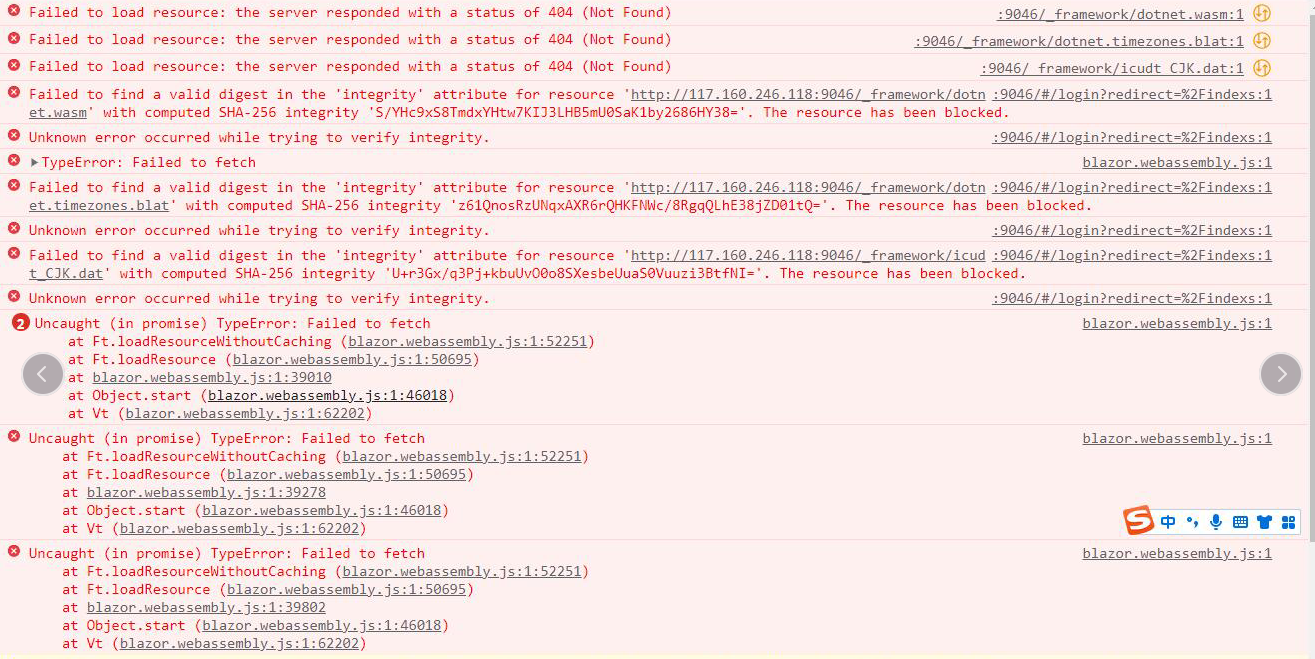 Failed to load resource: the server responded with a status of 404 (Not Found) :9046/_framework/dotnet.wasm:1
Failed to load resource: the server responded with a status of 404 (Not Found) :9046/_framework/dotnet.timezones.blat:1
Failed to load resource: the server responded with a status of 404 (Not Found) :9046/_framework/icudt_CJK.dat:1
Failed to find a valid digest in the 'integrity' attribute for resource 'http://117.160.246.118:9046/_framework/dotn :9046/#/login?redirect=%2Findexs:1
et.wasm' with computed SHA-256 integrity 'S/YHc9xS8TmdxYHtw7KIJ3LHB5mU0SaK1by2686HY38='. The resource has been blocked.
Unknown error occurred while trying to verify integrity. :9046/#/login?redirect=%2Findexs:1
TypeError: Failed to fetch blazor.webassembly.js:1
Failed to find a valid digest in the 'integrity' attribute for resource 'http://117.160.246.118:9046/_framework/dotn :9046/#/login?redirect=%2Findexs:1
et.timezones.blat' with computed SHA-256 integrity 'z61QnosRzUNqxAXR6rQHKFNWc/8RgqQLhE38jZD01tQ='. The resource has been blocked.
Unknown error occurred while trying to verify integrity. :9046/#/login?redirect=%2Findexs:1
Failed to find a valid digest in the 'integrity' attribute for resource 'http://117.160.246.118:9046/_framework/icud :9046/#/login?redirect=%2Findexs:1
t_CJK.dat' with computed SHA-256 integrity 'U+r3Gx/q3Pj+kbuUvO0o8SXesbeUuaS0Vuuzi3BtfNI='. The resource has been blocked.
Unknown error occurred while trying to verify integrity. :9046/#/login?redirect=%2Findexs:1
2 Uncaught (in promise) TypeError: Failed to fetch blazor.webassembly.js:1
at Ft.loadResourceWithoutCaching (blazor.webassembly.js:1:52251)
at Ft.loadResource (blazor.webassembly.js:1:50695)
at blazor.webassembly.js:1:39010
at Object.start (blazor.webassembly.js:1:46018)
at Vt (blazor.webassembly.js:1:62202)
Uncaught (in promise) TypeError: Failed to fetch blazor.webassembly.js:1
at Ft.loadResourceWithoutCaching (blazor.webassembly.js:1:52251)
at Ft.loadResource (blazor.webassembly.js:1:50695)
at blazor.webassembly.js:1:39278
at Object.start (blazor.webassembly.js:1:46018)
at Vt (blazor.webassembly.js:1:62202)
中
Uncaught (in promise) TypeError: Failed to fetch blazor.webassembly.js:1
at Ft.loadResourceWithoutCaching (blazor.webassembly.js:1:52251)
at Ft.loadResource (blazor.webassembly.js:1:50695)
at blazor.webassembly.js:1:39802
at Object.start (blazor.webassembly.js:1:46018)
at Vt (blazor.webassembly.js:1:62202)